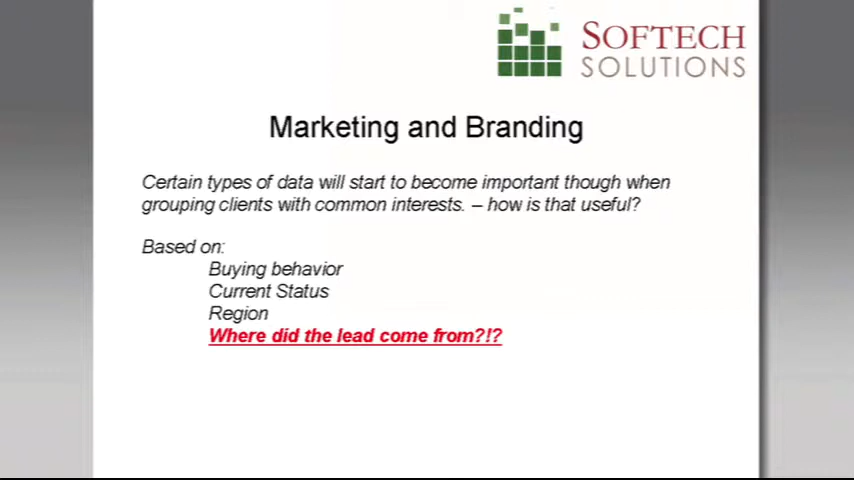 SOFTECH
SOLUTIONS
Marketing and Branding
Certain types of data will start to become important though when
grouping clients with common interests. – how is that useful?
Based on:
Buying behavior
Current Status
Region
Where did the lead come from?!?